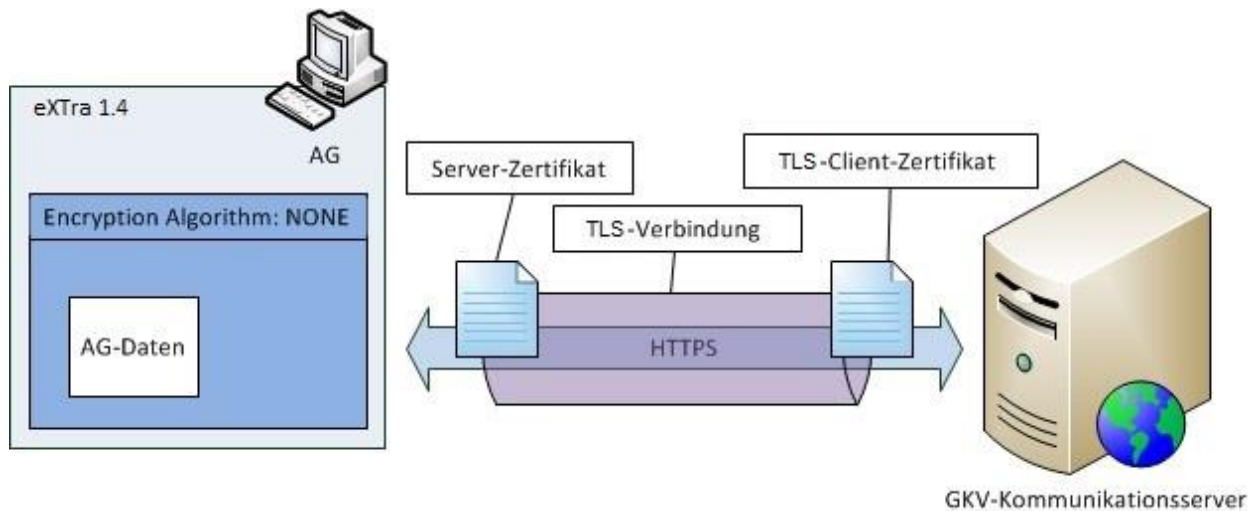 eXTra 1.4
AG
Encryption Algorithm: NONE
AG-Daten
Server-Zertifikat
TLS-Client-Zertifikat
TLS-Verbindung
HTTPS
GKV-Kommunikationsserver